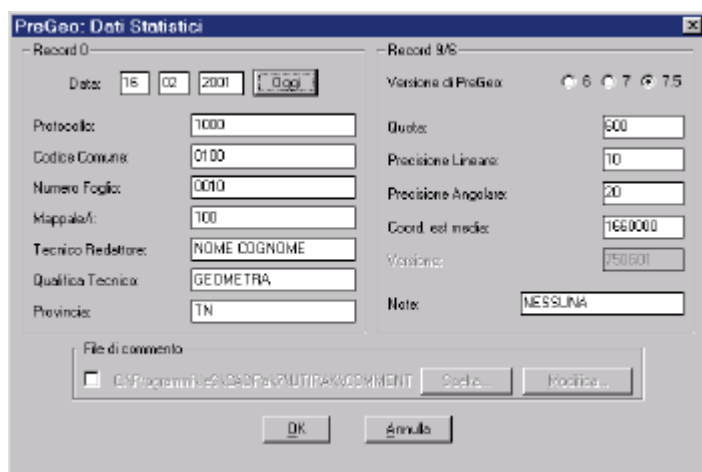 PreGeo: Dati Statistici
Record 0
Data: 16 02 2001 Oggi
Protocollo: 1000
Codice Comune: 0100
Numero Foglio: 0010
Mappale/i: 100
Tecnico Redattore: NOME COGNOME
Qualifica Tecnico: GEOMETRA
Provincia: TN
Record 9/6
Versione di PreGeo: 6 7 7.5
Quota: 600
Precisione Lineare: 10
Precisione Angolare: 20
Coord. est media: 1660000
Versione: 750601
Note: NESSUNA
File di commento
Scelta... Modifica...
OK Annulla